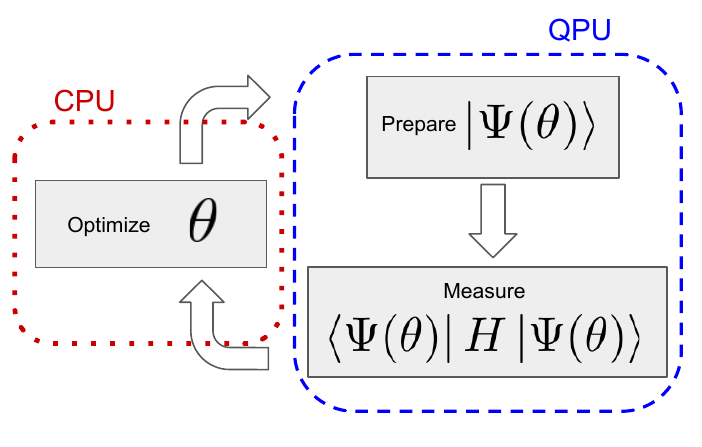 QPU
CPU
Prepare |Ψ(θ)⟩
Optimize θ
Measure
⟨Ψ(θ)| H |Ψ(θ)⟩